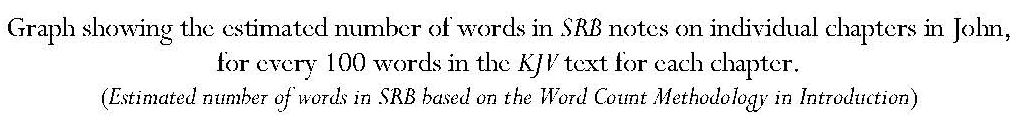 Graph showing the estimated number of words in SRB notes on individual chapters in John,
for every 100 words in the KJV text for each chapter.
(Estimated number of words in SRB based on the Word Count Methodology in Introduction)